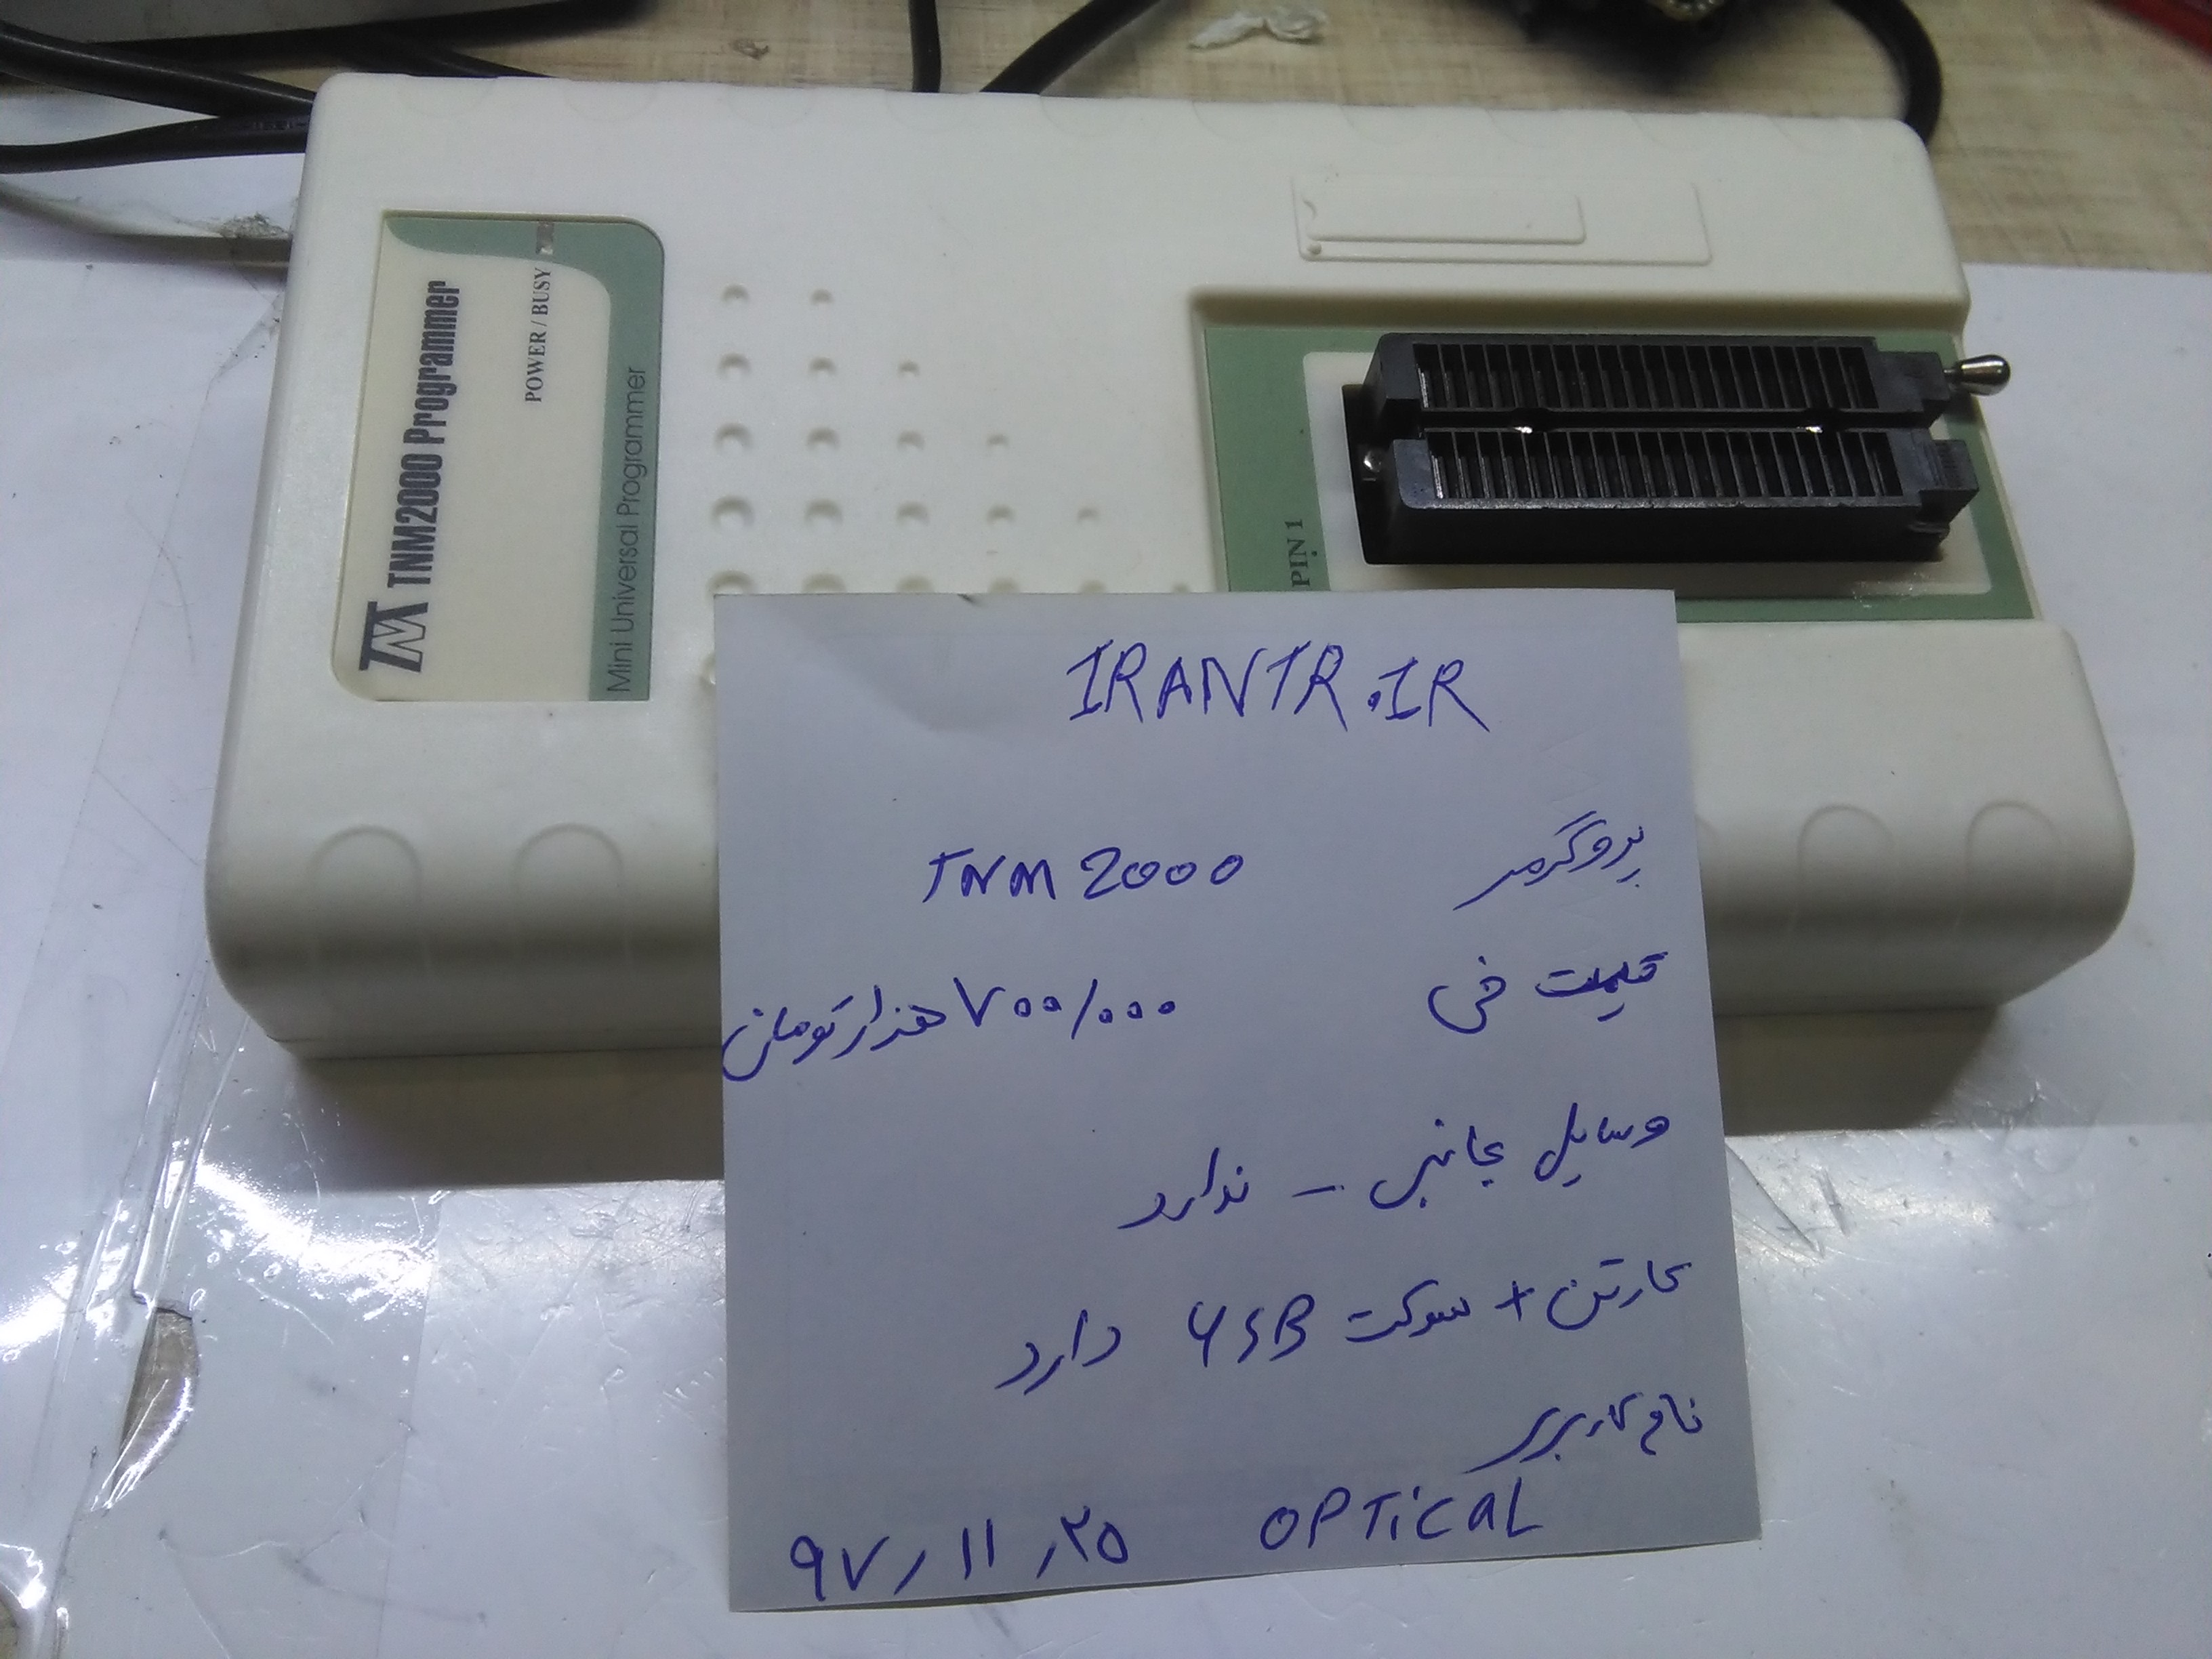 TNM2000 Programmer
POWER / BUSY
Mini Universal Programmer
PIN 1
IRANTR.IR
پروگرمر TNM 2000
قیمت فی ۷۰۰/۰۰۰ هزار تومان
وسایل جانبی - ندارد
کارتن + سوکت USB دارد
نام کاربری
OPTICAL ۹۷/۱۱/۲۵